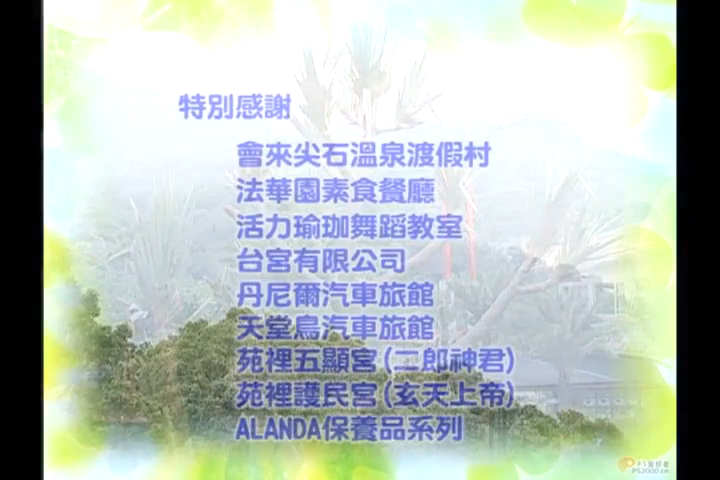 特別感謝
會來尖石溫泉渡假村
法華園素食餐廳
活力瑜珈舞蹈教室
台宮有限公司
丹尼爾汽車旅館
天堂鳥汽車旅館
苑裡五顯宮(二郎神君)
苑裡護民宮(玄天上帝)
ALANDA保養品系列